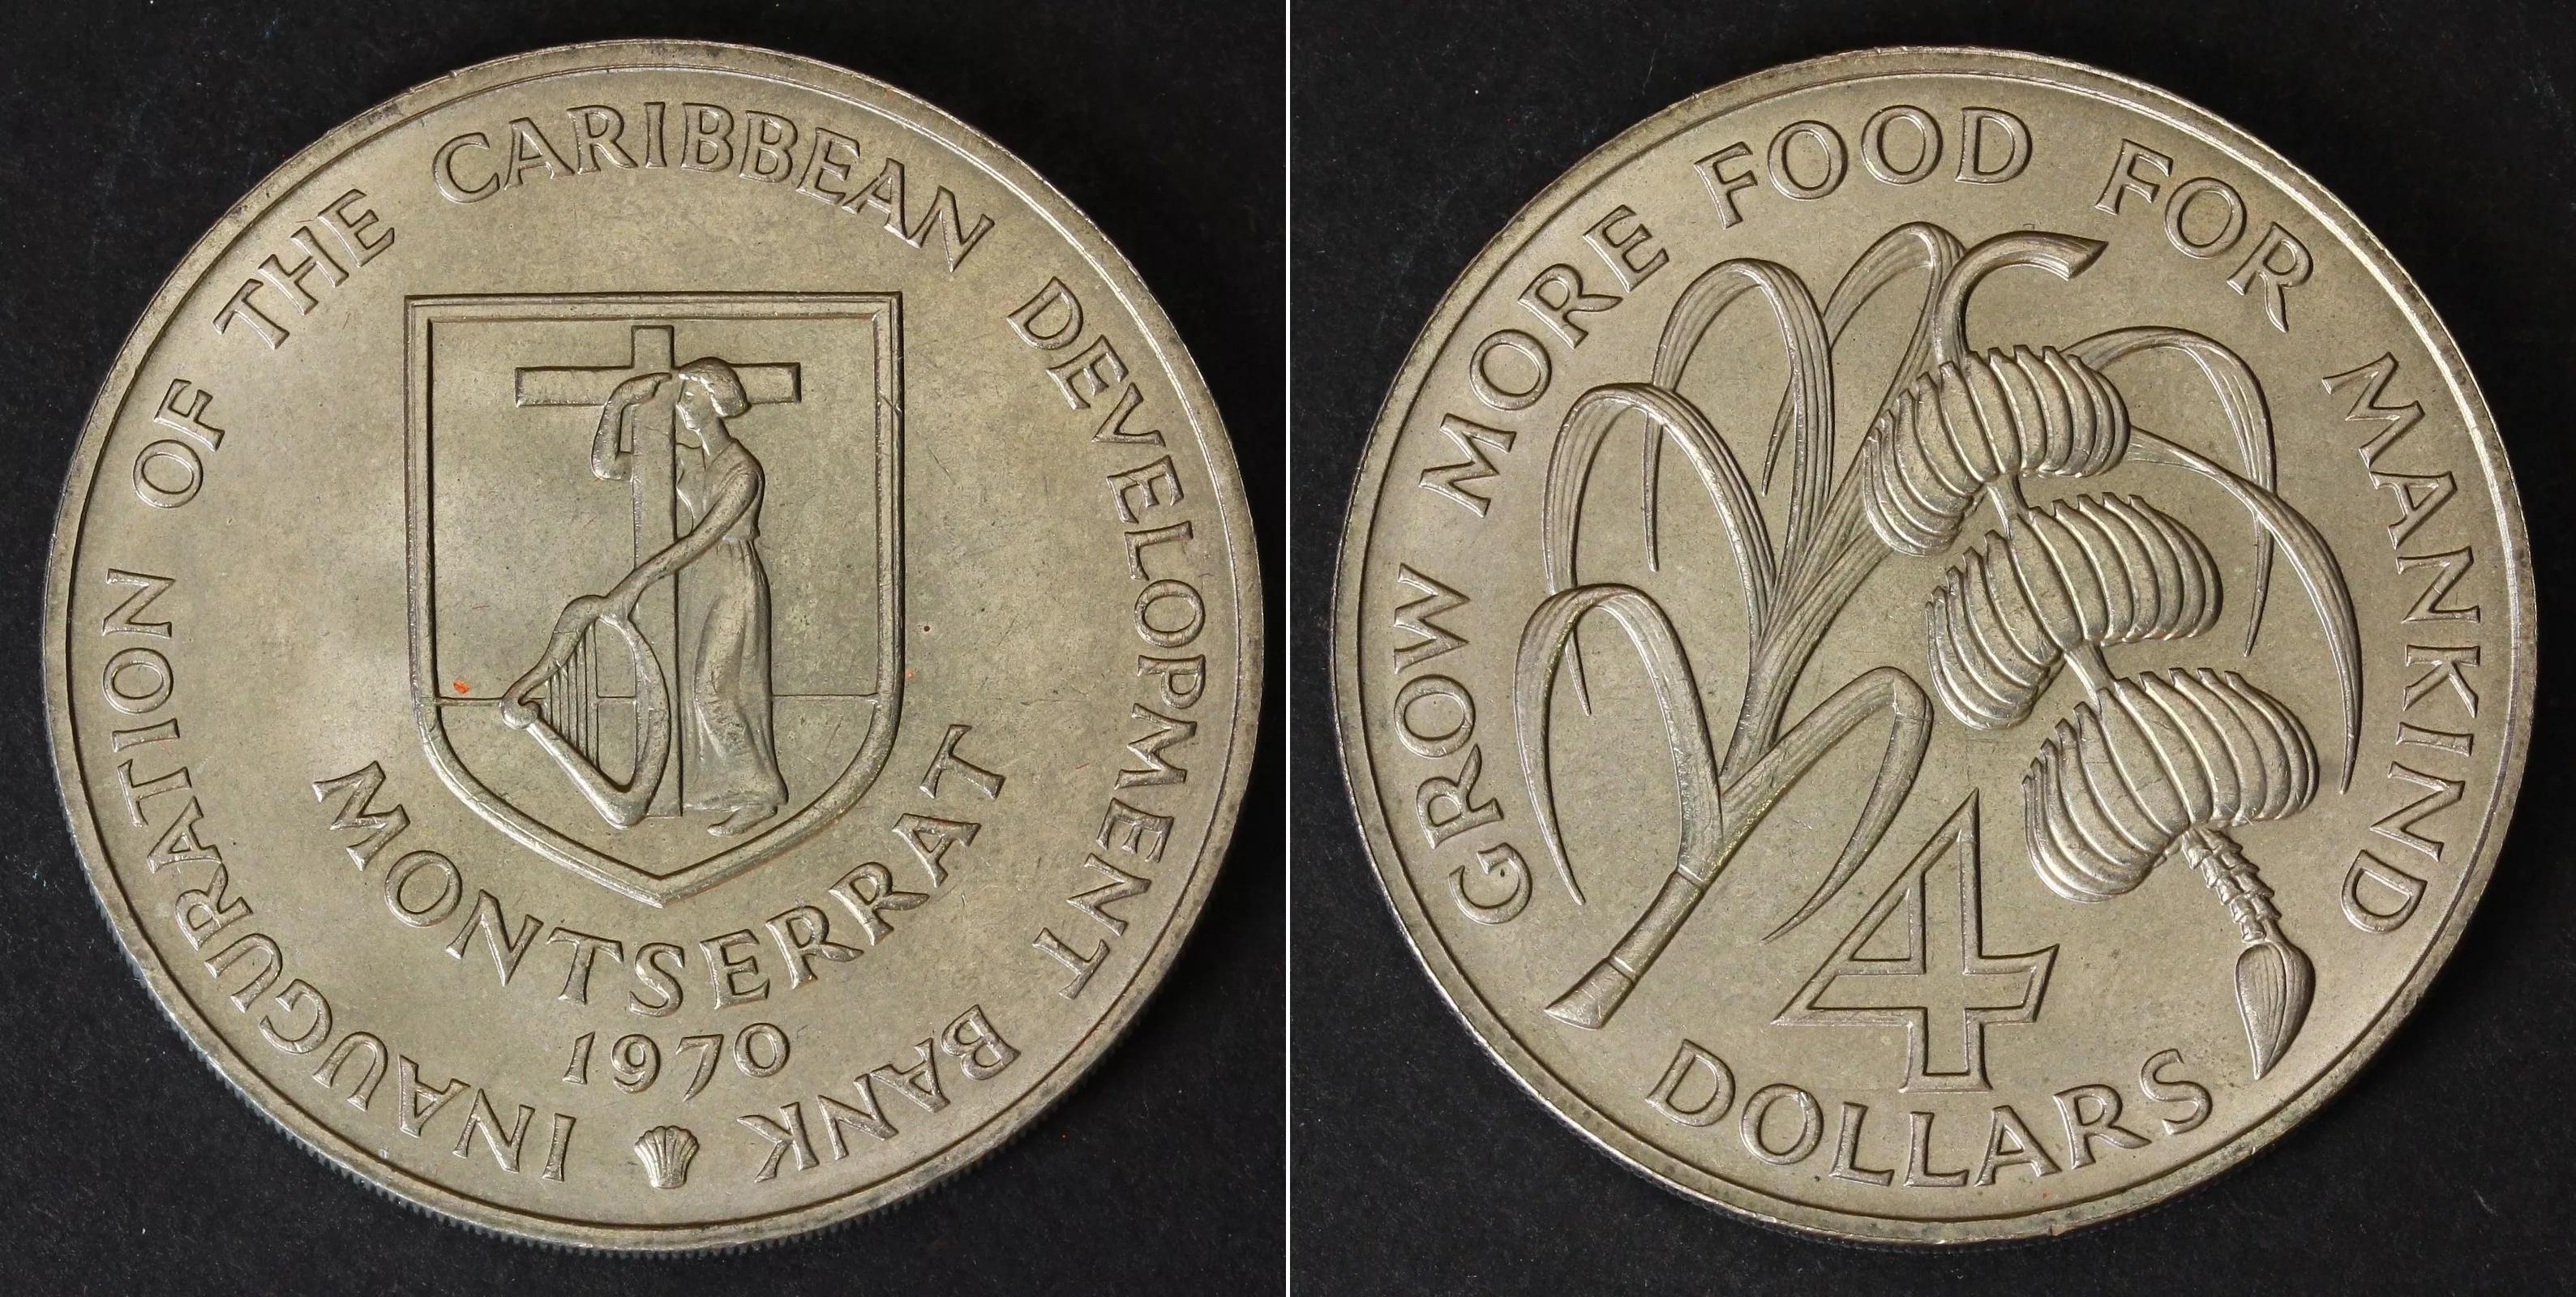 INAUGURATION OF THE CARIBBEAN DEVELOPMENT BANK
MONTSERRAT
1970
GROW MORE FOOD FOR MANKIND
4
DOLLARS